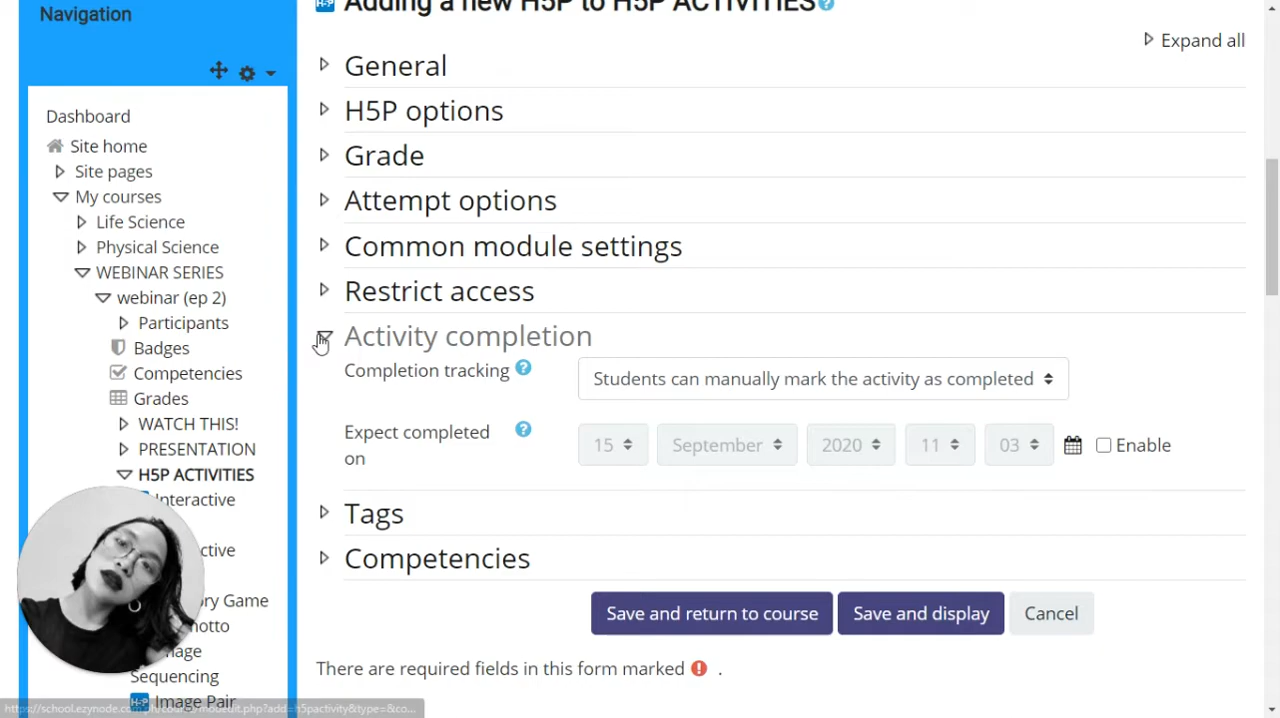 Navigation
Dashboard
Site home
Site pages
My courses
Life Science
Physical Science
WEBINAR SERIES
webinar (ep 2)
Participants
Badges
Competencies
Grades
WATCH THIS!
PRESENTATION
H5P ACTIVITIES
Interactive
ctive
ory Game
notto
mage
Sequencing
H-P Image Pair
H-P Adding a new H5P to H5P ACTIVITIES
Expand all
General
H5P options
Grade
Attempt options
Common module settings
Restrict access
Activity completion
Completion tracking
Students can manually mark the activity as completed
Expect completed
on
15 September 2020 11 03 Enable
Tags
Competencies
Save and return to course Save and display Cancel
There are required fields in this form marked .